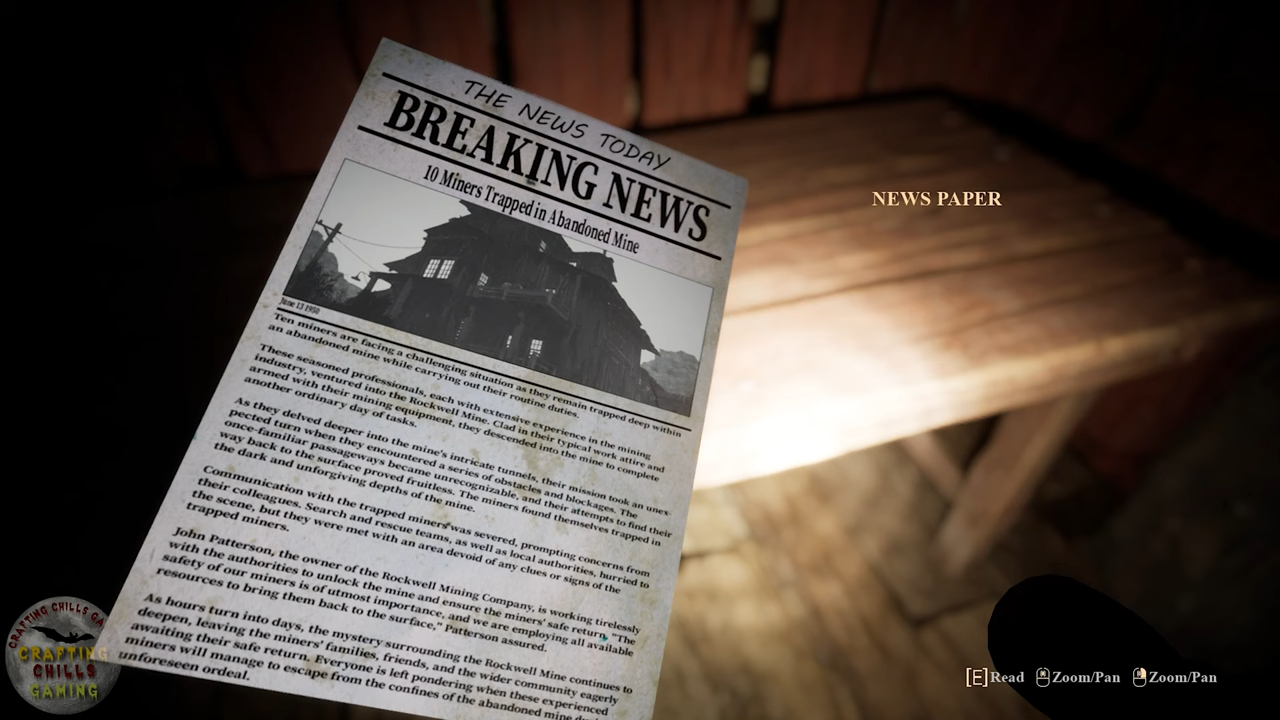 THE NEWS TODAY
BREAKING NEWS
10 Miners Trapped in Abandoned Mine
June 13 1950
Ten miners are facing a challenging situation as they remain trapped deep within
an abandoned mine while carrying out their routine duties.
These seasoned professionals, each with extensive experience in the mining
industry, ventured into the Rockwell Mine. Clad in their typical work attire and
armed with their mining equipment, they descended into the mine to complete
another ordinary day of tasks.
As they delved deeper into the mine's intricate tunnels, their mission took an unex-
pected turn when they encountered a series of obstacles and blockages. The
once-familiar passageways became unrecognizable, and their attempts to find their
way back to the surface proved fruitless. The miners found themselves trapped in
the dark and unforgiving depths of the mine.
Communication with the trapped miners was severed, prompting concerns from
their colleagues. Search and rescue teams, as well as local authorities, hurried to
the scene, but they were met with an area devoid of any clues or signs of the
trapped miners.
John Patterson, the owner of the Rockwell Mining Company, is working tirelessly
with the authorities to unlock the mine and ensure the miners' safe return. "The
safety of our miners is of utmost importance, and we are employing all available
resources to bring them back to the surface," Patterson assured.
As hours turn into days, the mystery surrounding the Rockwell Mine continues to
deepen, leaving the miners' families, friends, and the wider community eagerly
awaiting their safe return. Everyone is left pondering when these experienced
miners will manage to escape from the confines of the abandoned mine
unforeseen ordeal.
NEWS PAPER
[E]Read Zoom/Pan Zoom/Pan
CRAFTING CHILLS GA
CRAFTING
CHILLS
GAMING